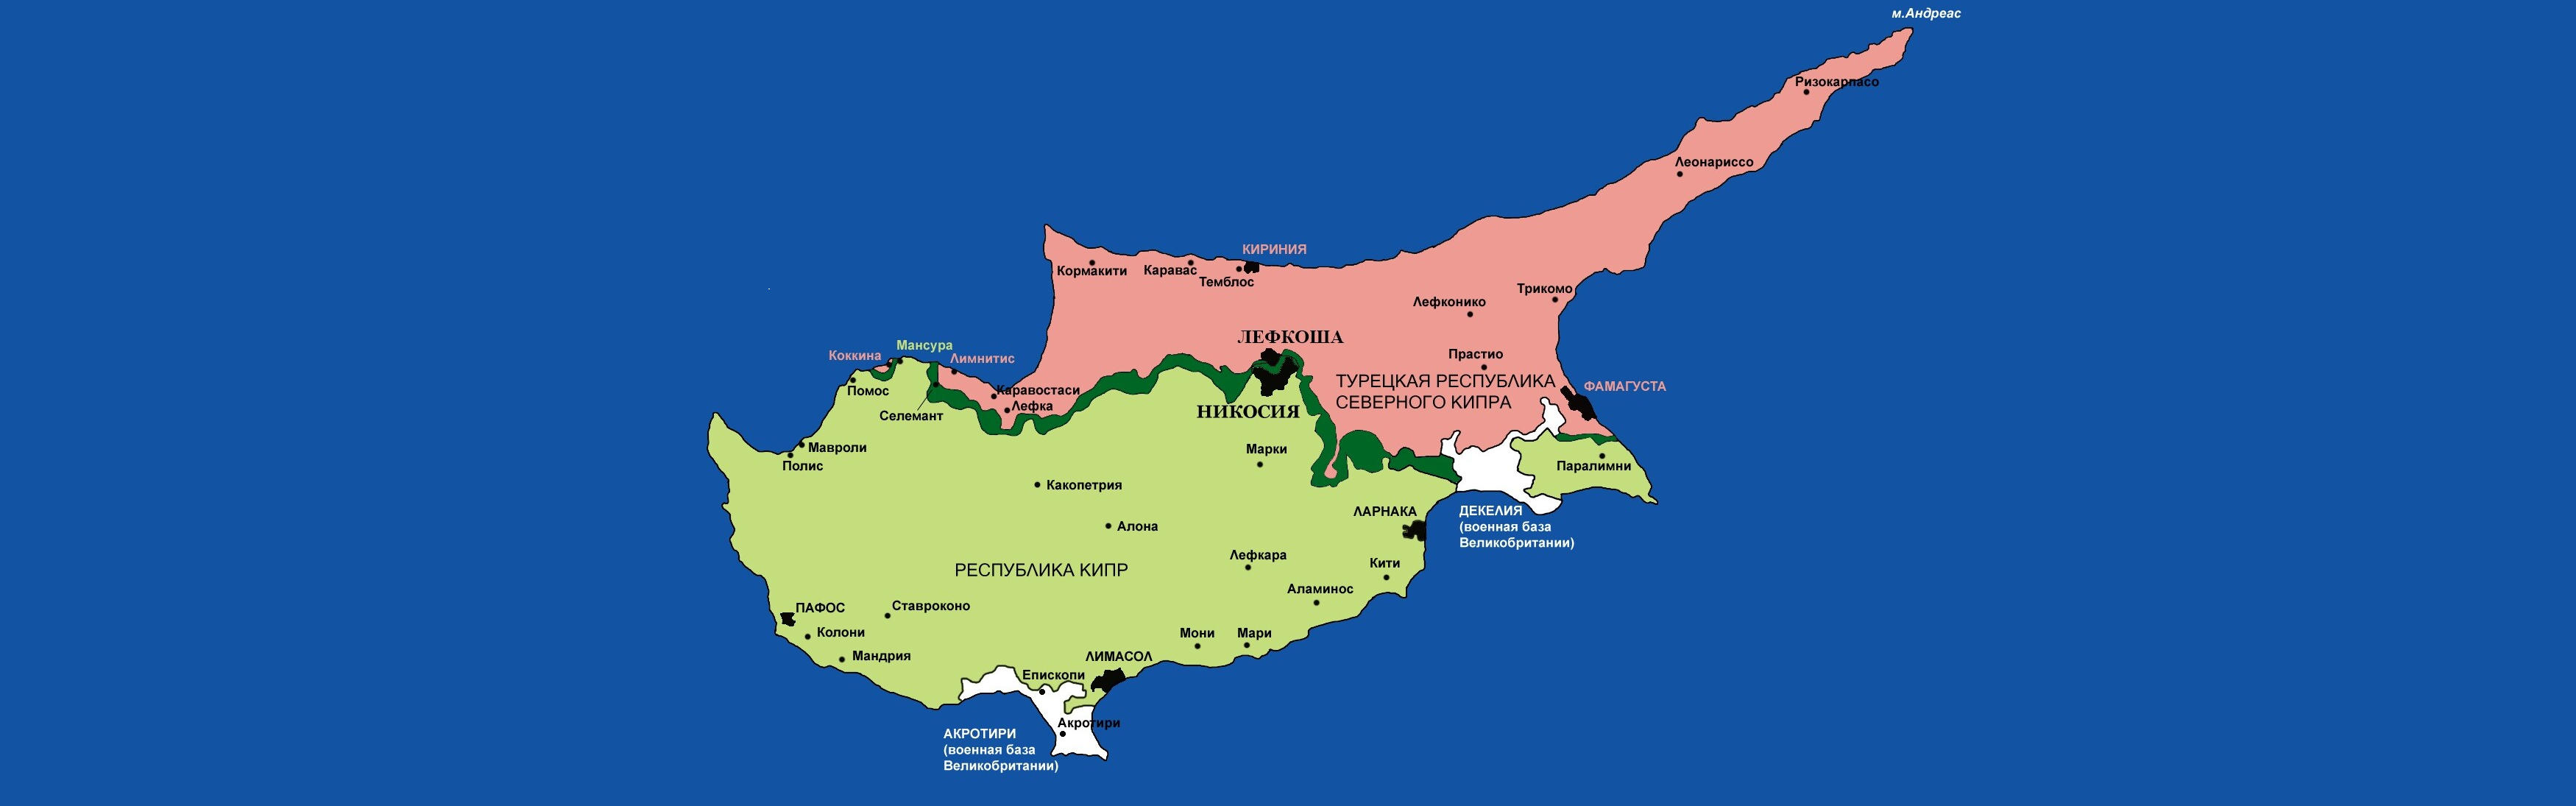 м.Андреас
Ризокарпасо
Леонариссо
КИРИНИЯ
Кормакити
Каравас
Темблос
Трикомо
Лефконико
ЛЕФКОША
Мансура
Коккина
Лимнитис
Прастио
ТУРЕЦКАЯ РЕСПУБЛИКА
СЕВЕРНОГО КИПРА
ФАМАГУСТА
Помос
Каравостаси
Лефка
Селемант
НИКОСИЯ
Мавроли
Полис
Марки
Паралимни
Какопетрия
ЛАРНАКА
ДЕКЕЛИЯ
(военная база
Великобритании)
Алона
Лефкара
Кити
РЕСПУБЛИКА КИПР
Аламинос
ПАФОС
Ставроконо
Колони
Мони
Мари
Мандрия
ЛИМАСОЛ
Епископи
Акротири
АКРОТИРИ
(военная база
Великобритании)